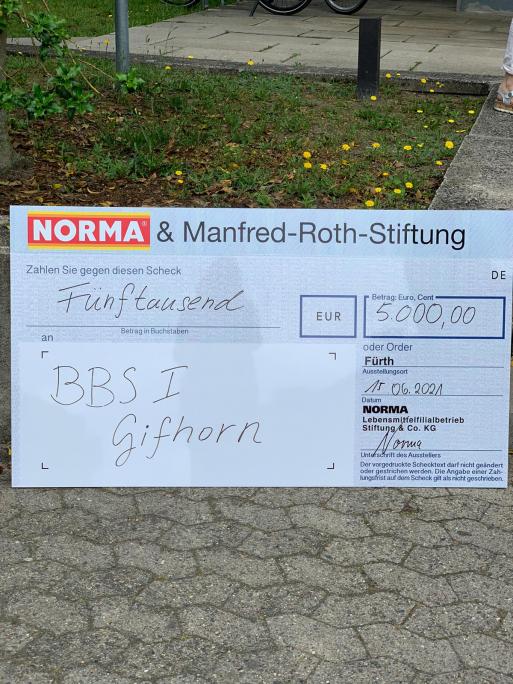 NORMA® & Manfred-Roth-Stiftung
Zahlen Sie gegen diesen Scheck
DE
Fünftausend
Betrag in Buchstaben
EUR
Betrag: Euro, Cent
5.000,00
an
oder Order
BBS I
Gifhorn
Fürth
Ausstellungsort
15 06.2021
Datum
NORMA
Lebensmittelfilialbetrieb
Stiftung & Co. KG
Norma
Unterschrift des Ausstellers
Der vorgedruckte Schecktext darf nicht geändert
oder gestrichen werden. Die Angabe einer Zah-
lungsfrist auf dem Scheck gilt als nicht geschrieben.